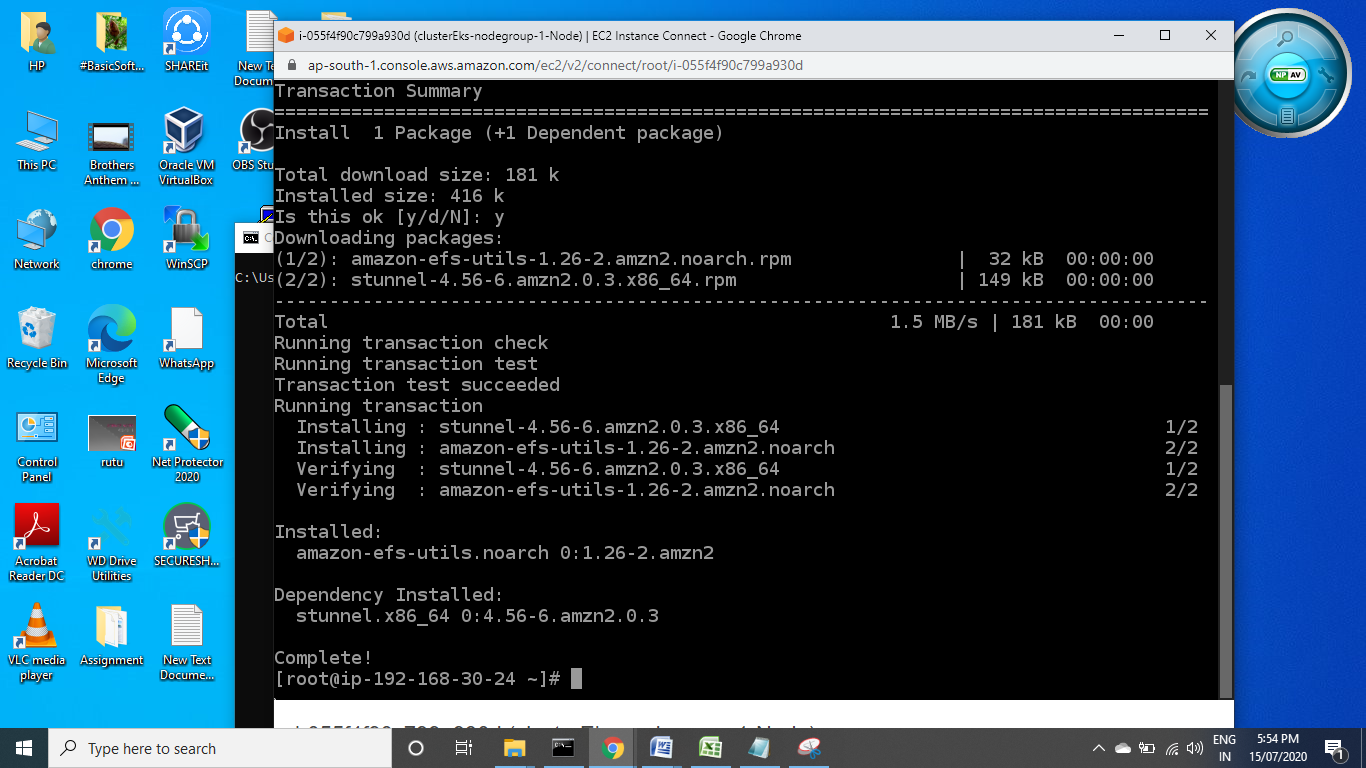 i-055f4f90c799a930d (clusterEks-nodegroup-1-Node) | EC2 Instance Connect - Google Chrome
ap-south-1.console.aws.amazon.com/ec2/v2/connect/root/i-055f4f90c799a930d
Transaction Summary
================================================================================
Install  1 Package (+1 Dependent package)
Total download size: 181 k
Installed size: 416 k
Is this ok [y/d/N]: y
Downloading packages:
(1/2): amazon-efs-utils-1.26-2.amzn2.noarch.rpm | 32 kB 00:00:00
(2/2): stunnel-4.56-6.amzn2.0.3.x86_64.rpm | 149 kB 00:00:00
--------------------------------------------------------------------------------
Total 1.5 MB/s | 181 kB 00:00
Running transaction check
Running transaction test
Transaction test succeeded
Running transaction
Installing : stunnel-4.56-6.amzn2.0.3.x86_64 1/2
Installing : amazon-efs-utils-1.26-2.amzn2.noarch 2/2
Verifying : stunnel-4.56-6.amzn2.0.3.x86_64 1/2
Verifying : amazon-efs-utils-1.26-2.amzn2.noarch 2/2
Installed:
amazon-efs-utils.noarch 0:1.26-2.amzn2
Dependency Installed:
stunnel.x86_64 0:4.56-6.amzn2.0.3
Complete!
[root@ip-192-168-30-24 ~]#
HP
#BasicSoft...
SHAREit
New Te
Docum
This PC
Brothers
Anthem ...
Oracle VM
VirtualBox
OBS Stu
Network
chrome
WinSCP
C:\Us
Recycle Bin
Microsoft
Edge
WhatsApp
Control
Panel
rutu
Net Protector
2020
Acrobat
Reader DC
WD Drive
Utilities
SECURESH...
VLC media
player
Assignment
New Text
Docume...
NP AV
Type here to search
ENG
IN
5:54 PM
15/07/2020
1